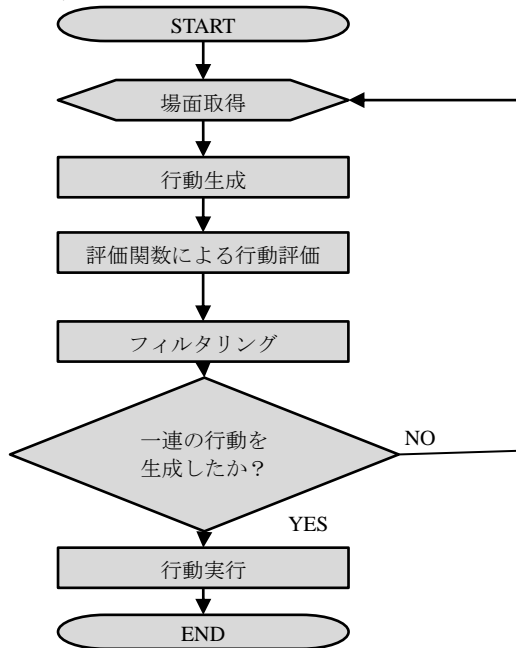 START
場面取得
行動生成
評価関数による行動評価
フィルタリング
一連の行動を
生成したか？
NO
YES
行動実行
END